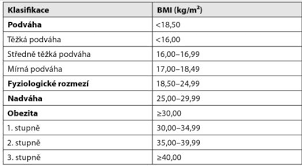 Klasifikace BMI (kg/m²)
Podváha <18,50
Těžká podváha <16,00
Středně těžká podváha 16,00–16,99
Mírná podváha 17,00–18,49
Fyziologické rozmezí 18,50–24,99
Nadváha 25,00–29,99
Obezita ≥30,00
1. stupně 30,00–34,99
2. stupně 35,00–39,99
3. stupně ≥40,00